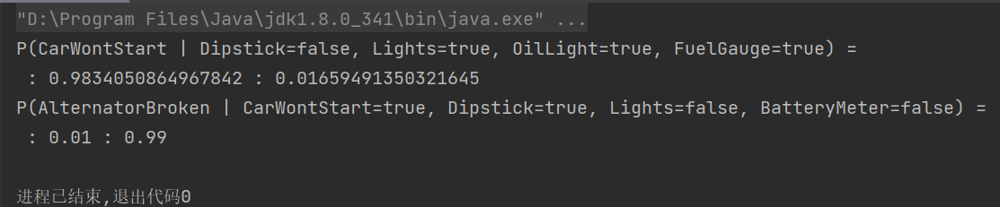 "D:\Program Files\Java\jdk1.8.0_341\bin\java.exe" ...
P(CarWontStart | Dipstick=false, Lights=true, OilLight=true, FuelGauge=true) =
 : 0.9834050864967842 : 0.01659491350321645
P(AlternatorBroken | CarWontStart=true, Dipstick=true, Lights=false, BatteryMeter=false) =
 : 0.01 : 0.99
进程已结束,退出代码0